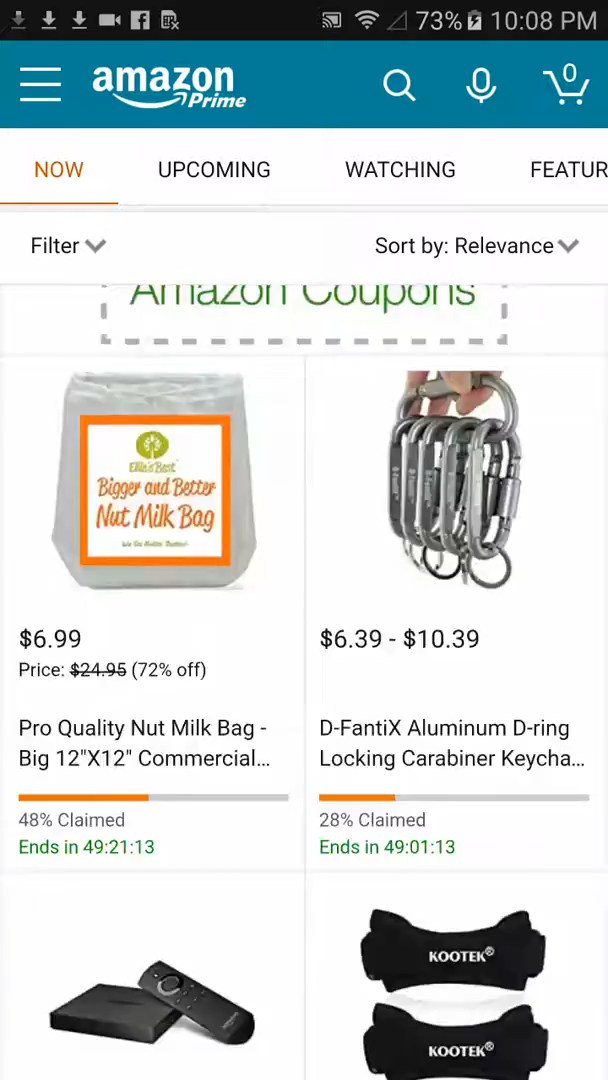 73% 10:08 PM
amazon
Prime
0
NOW UPCOMING WATCHING FEATUR
Filter Sort by: Relevance
Amazon Coupons
Ellie's Best
Bigger and Better
Nut Milk Bag
$6.99
Price: $24.95 (72% off)
Pro Quality Nut Milk Bag -
Big 12"X12" Commercial...
48% Claimed
Ends in 49:21:13
$6.39 - $10.39
D-FantiX Aluminum D-ring
Locking Carabiner Keycha...
28% Claimed
Ends in 49:01:13
KOOTEK®
KOOTEK®